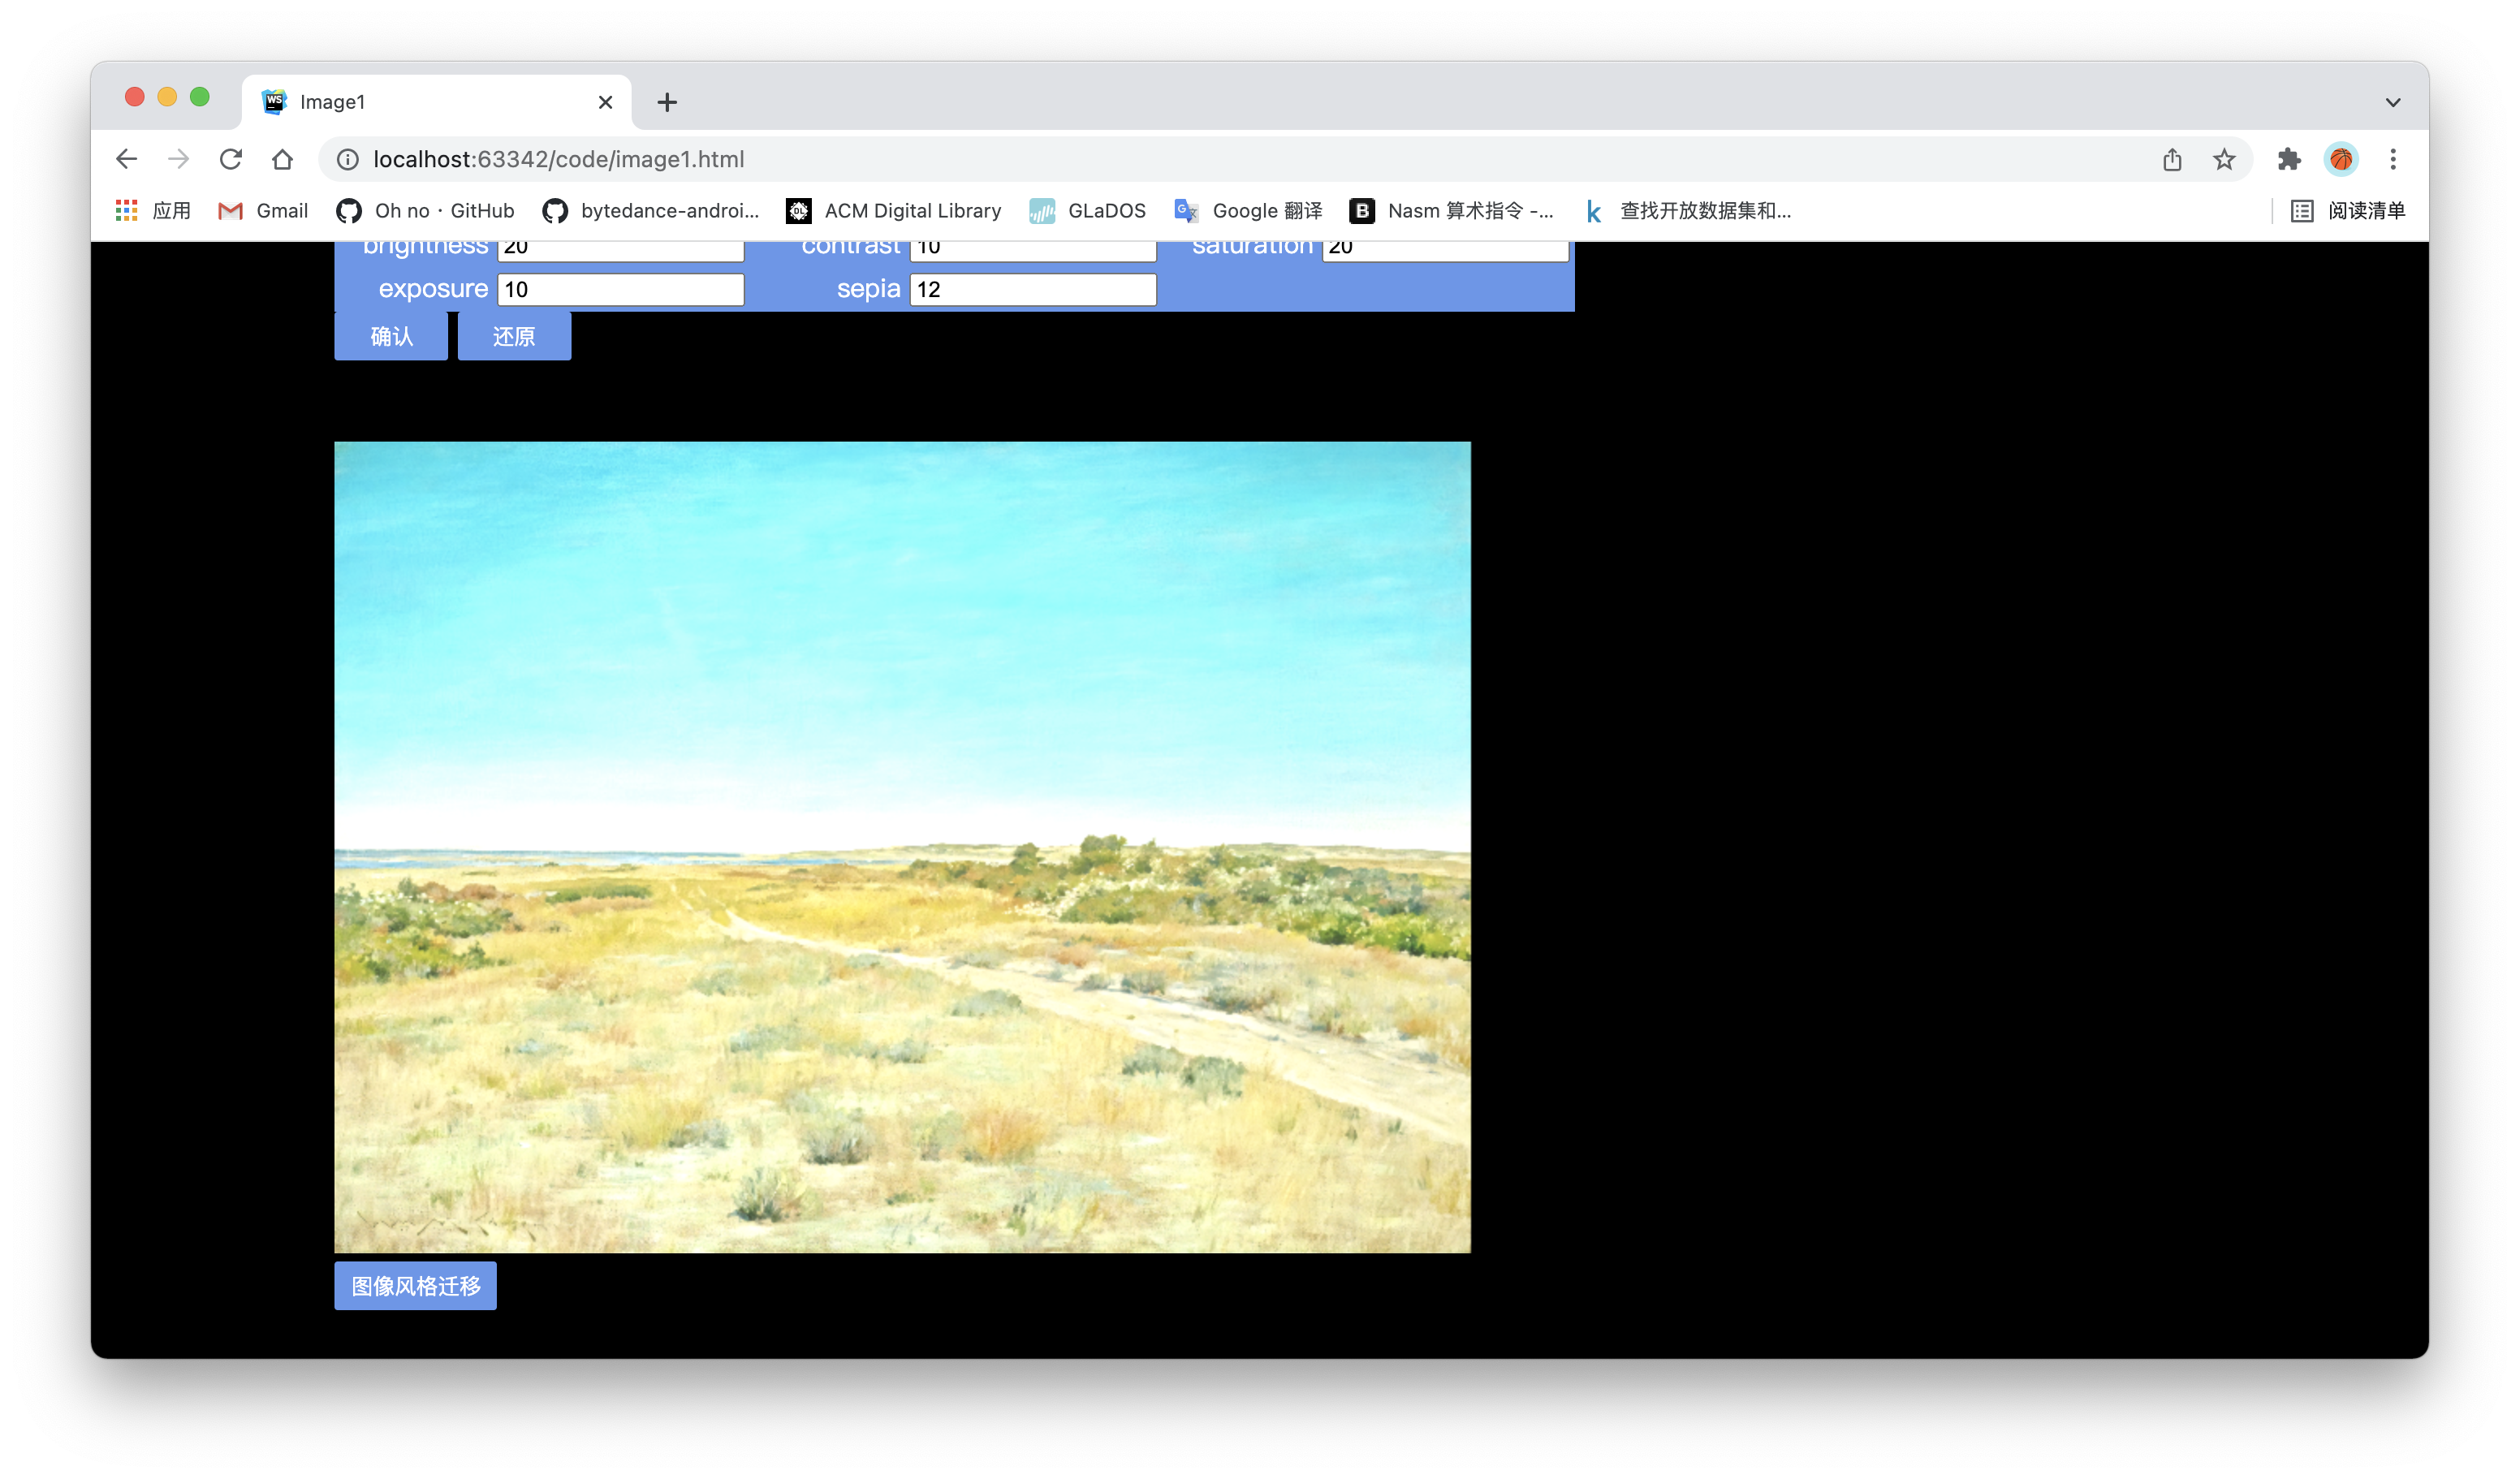 Image1
localhost:63342/code/image1.html
应用 Gmail Oh no · GitHub bytedance-androi... ACM Digital Library GLaDOS Google 翻译 Nasm 算术指令 -... 查找开放数据集和... 阅读清单
brightness 20 contrast 10 saturation 20
exposure 10 sepia 12
确认 还原
图像风格迁移